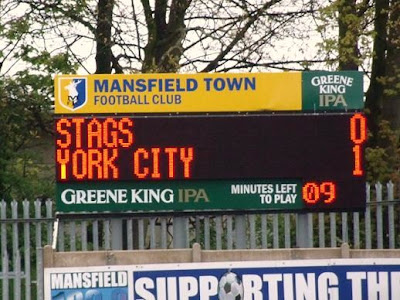 MANSFIELD TOWN
FOOTBALL CLUB
GREENE KING
IPA
STAGS 0
YORK CITY 1
GREENE KING IPA
MINUTES LEFT TO PLAY 09
MANSFIELD
SUPPORTING THE